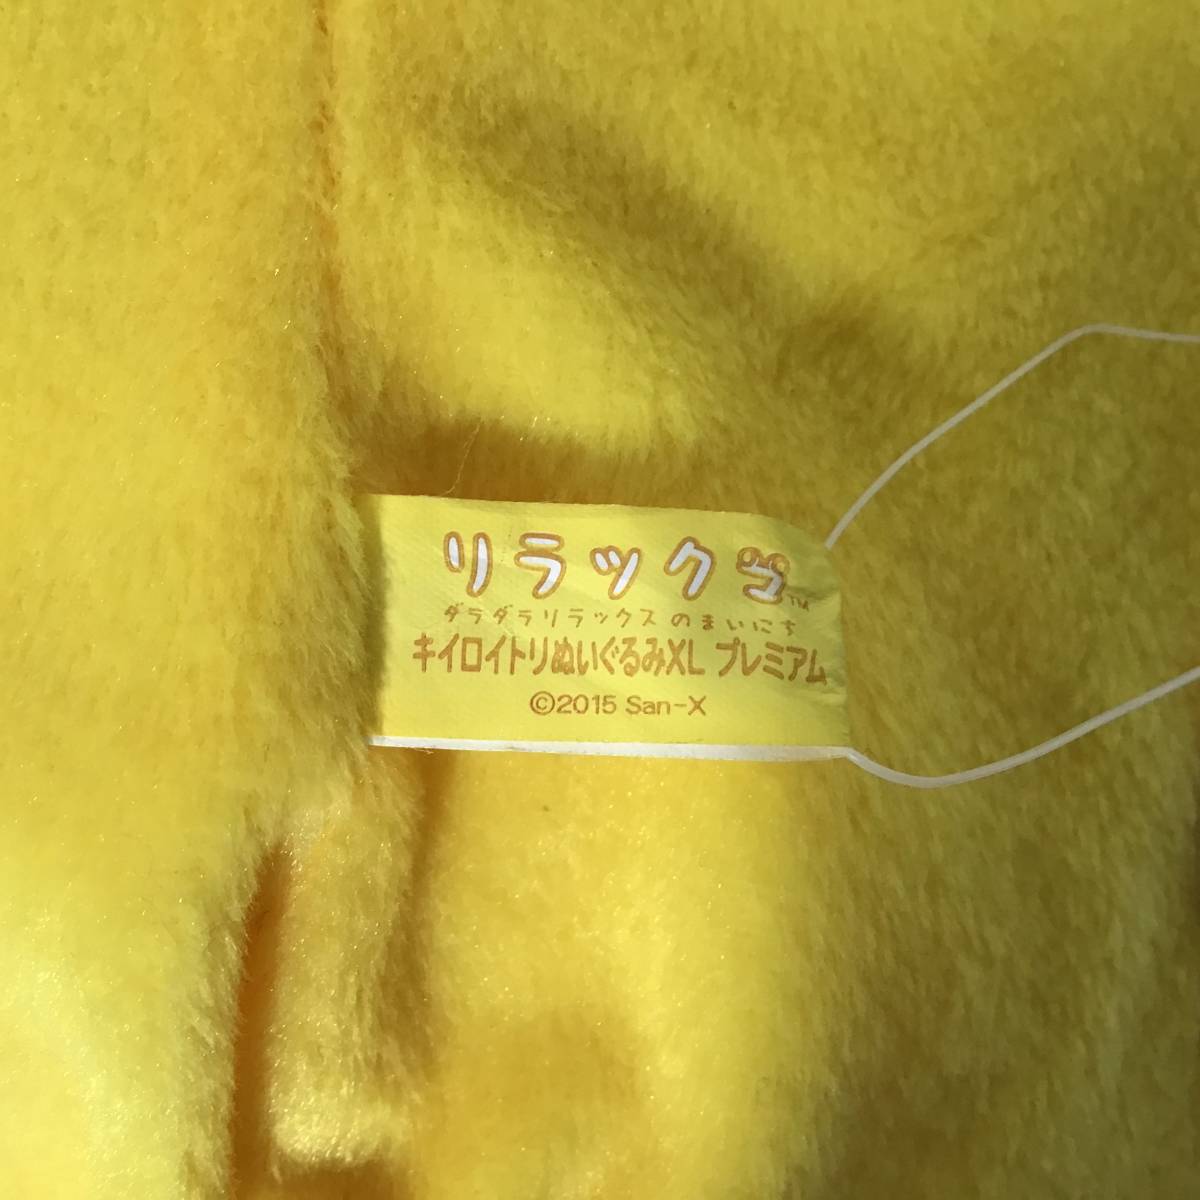 リラックマ™
ダラダラリラックスのまいにち
キイロイトリぬいぐるみXL プレミアム
©2015 San-X